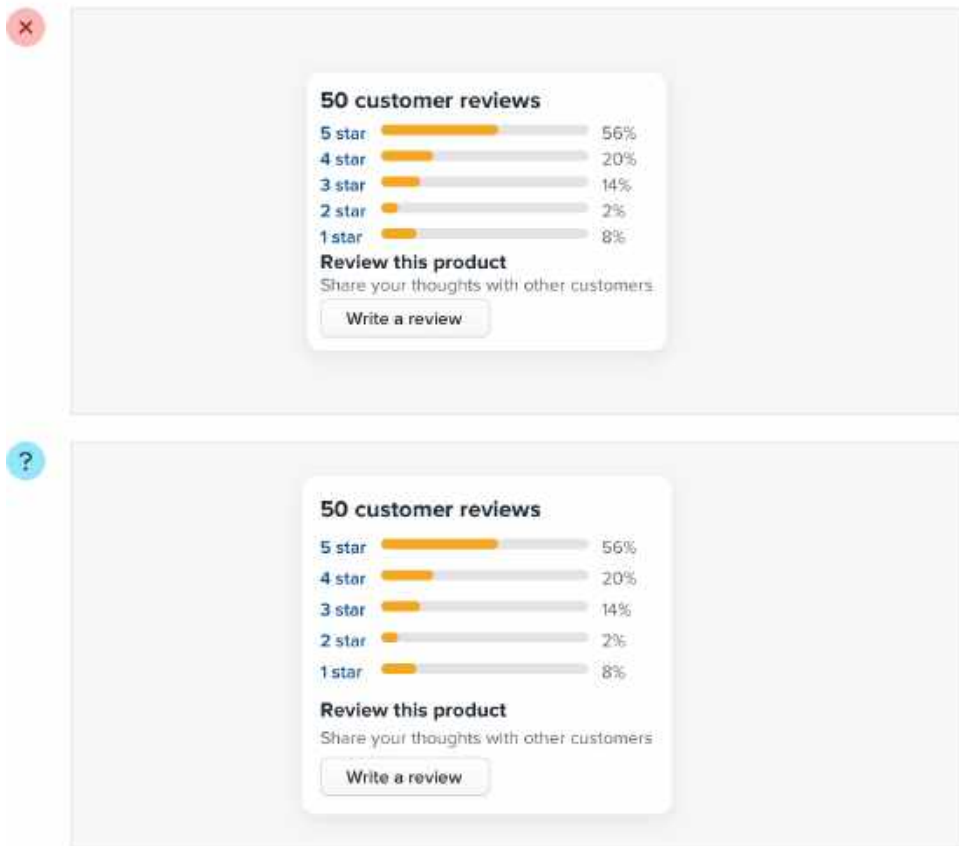 ×
50 customer reviews
5 star 56%
4 star 20%
3 star 14%
2 star 2%
1 star 8%
Review this product
Share your thoughts with other customers
Write a review
?
50 customer reviews
5 star 56%
4 star 20%
3 star 14%
2 star 2%
1 star 8%
Review this product
Share your thoughts with other customers
Write a review